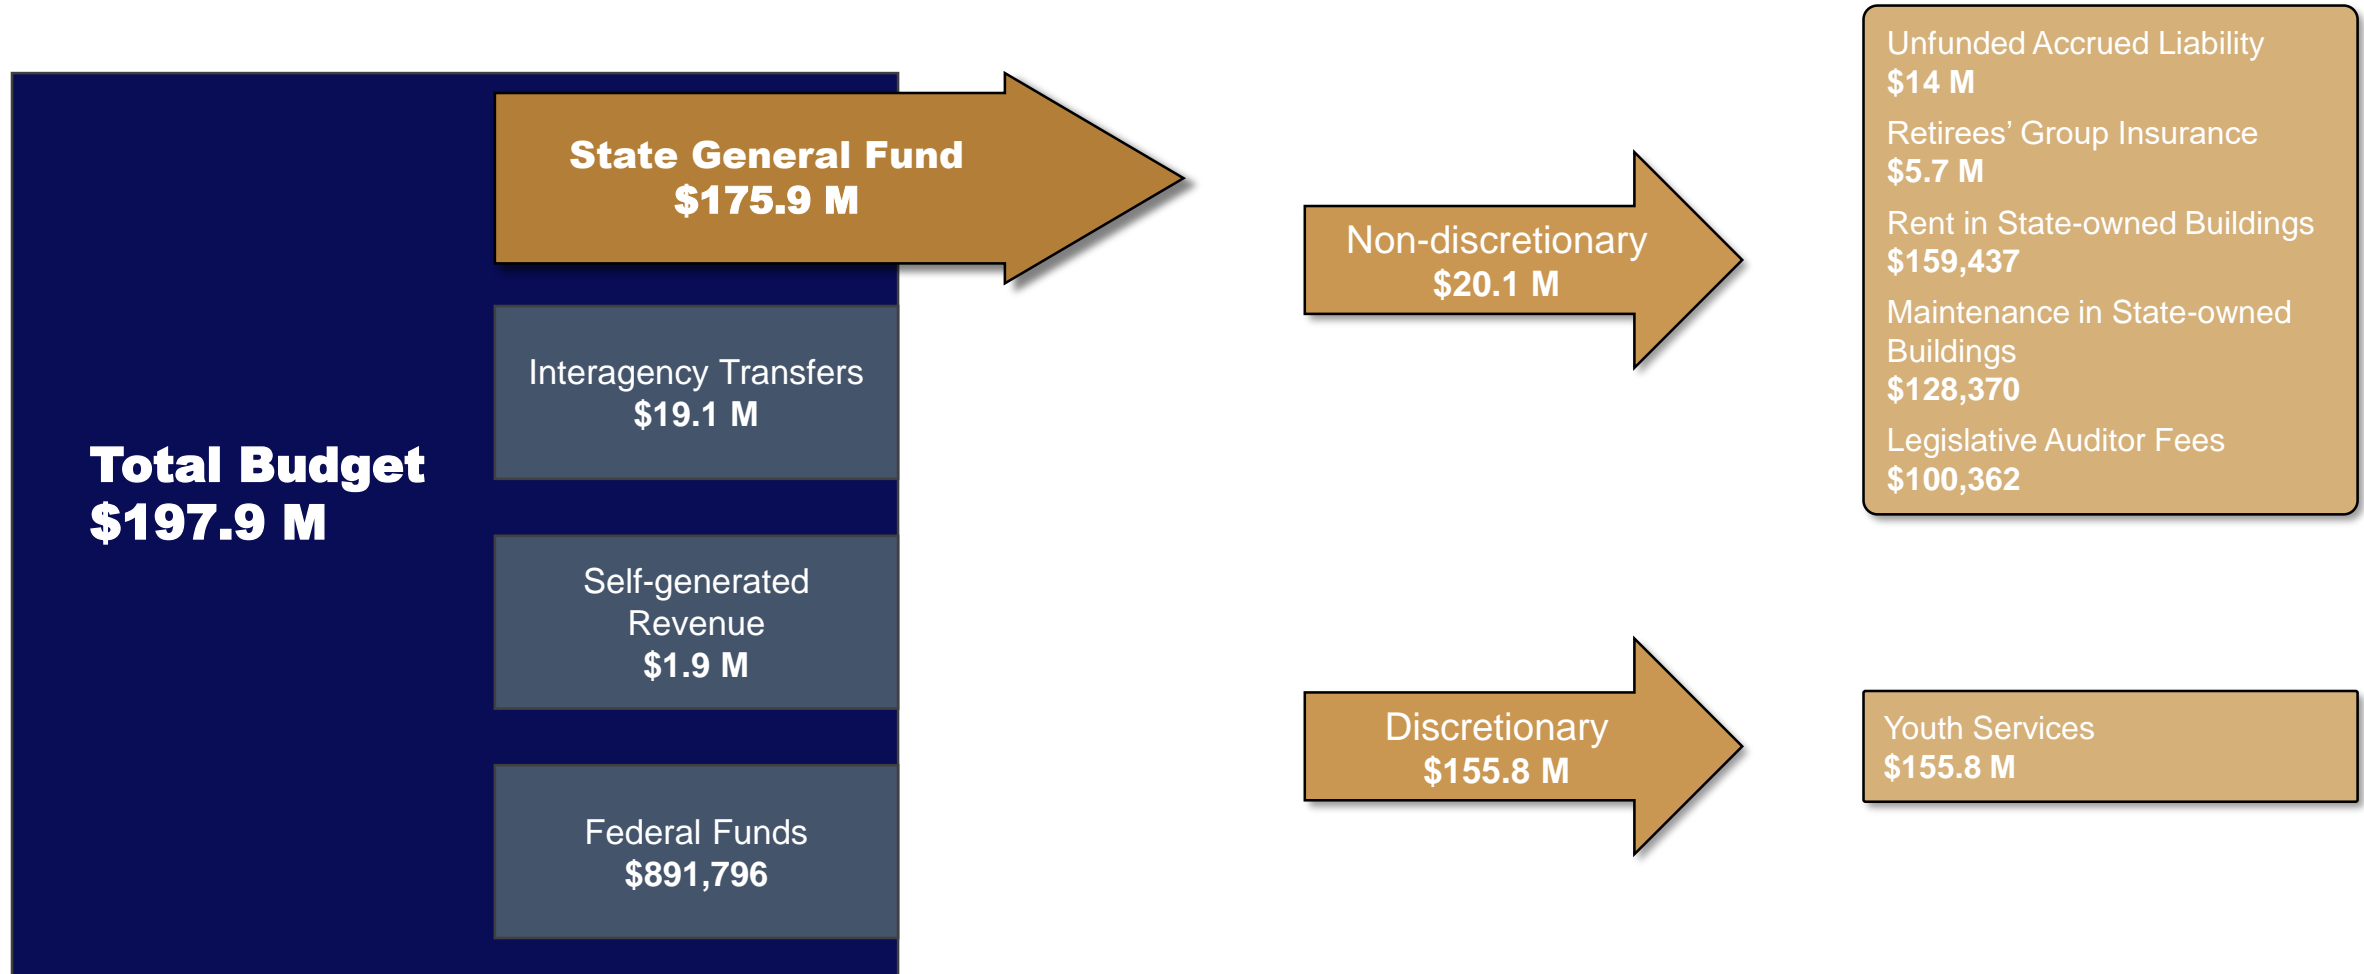 Total Budget
$197.9 M
State General Fund
$175.9 M
Interagency Transfers
$19.1 M
Self-generated
Revenue
$1.9 M
Federal Funds
$891,796
Non-discretionary
$20.1 M
Discretionary
$155.8 M
Unfunded Accrued Liability
$14 M
Retirees’ Group Insurance
$5.7 M
Rent in State-owned Buildings
$159,437
Maintenance in State-owned
Buildings
$128,370
Legislative Auditor Fees
$100,362
Youth Services
$155.8 M